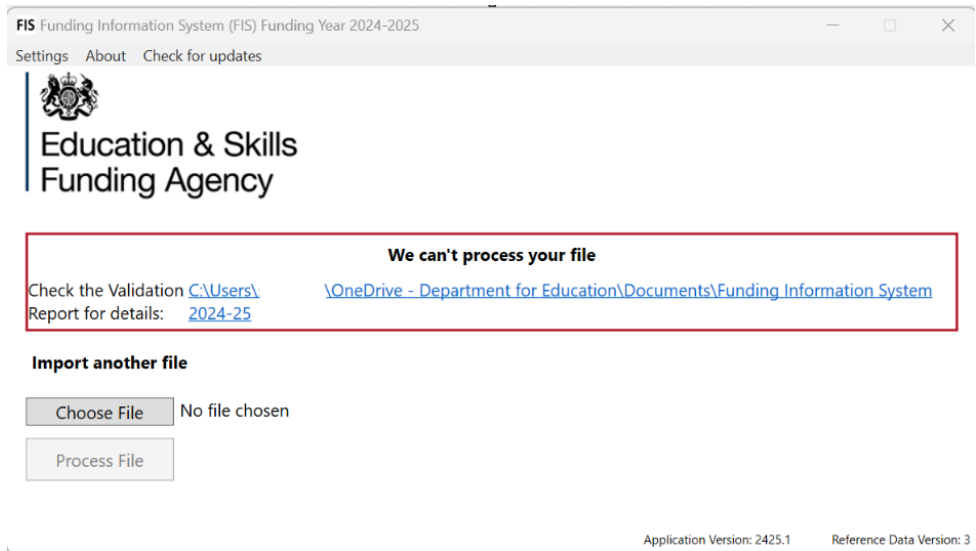 FIS Funding Information System (FIS) Funding Year 2024-2025
Settings About Check for updates
Education & Skills
Funding Agency
We can't process your file
Check the Validation C:\Users\: \OneDrive - Department for Education\Documents\Funding Information System
Report for details: 2024-25
Import another file
Choose File No file chosen
Process File
Application Version: 2425.1 Reference Data Version: 3